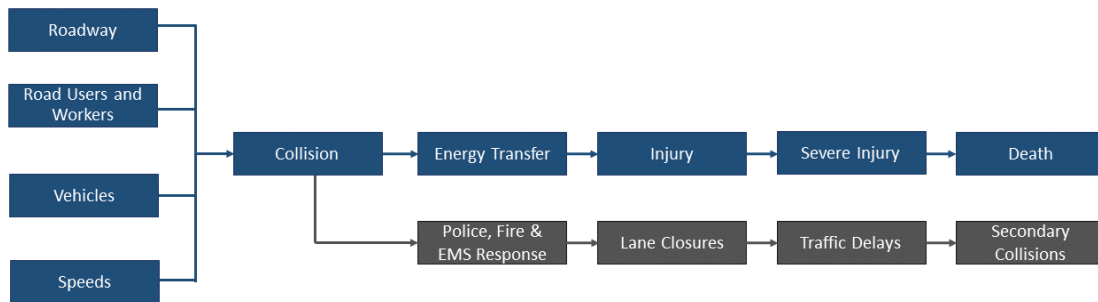 Roadway
Road Users and
Workers
Vehicles
Speeds
Collision
Energy Transfer
Injury
Severe Injury
Death
Police, Fire &
EMS Response
Lane Closures
Traffic Delays
Secondary
Collisions